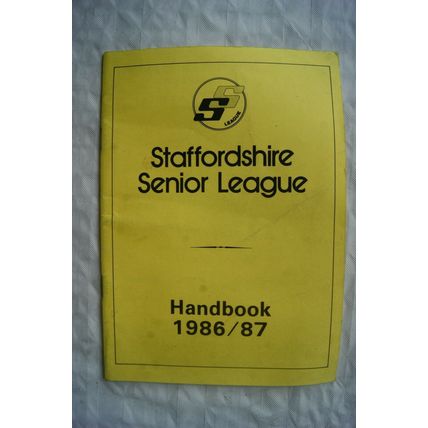 SS
LEAGUE
Staffordshire
Senior League
Handbook
1986/87